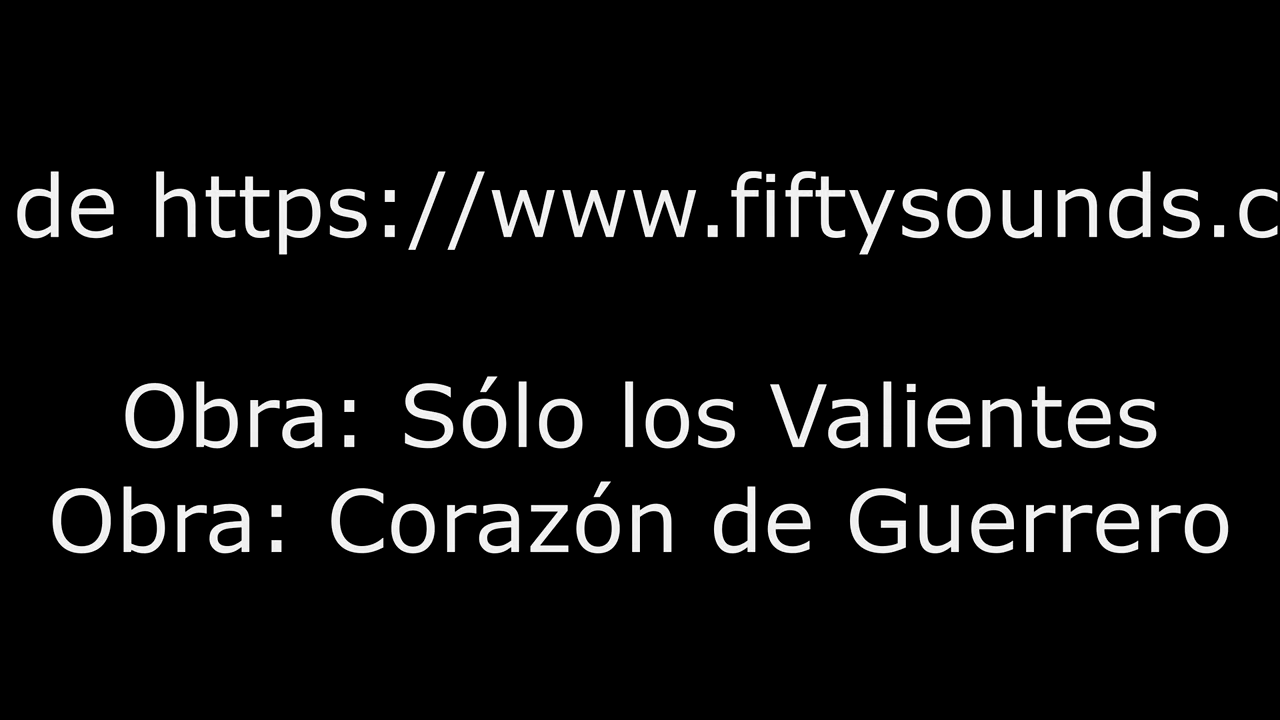 de https://www.fiftysounds.c
Obra: Sólo los Valientes
Obra: Corazón de Guerrero